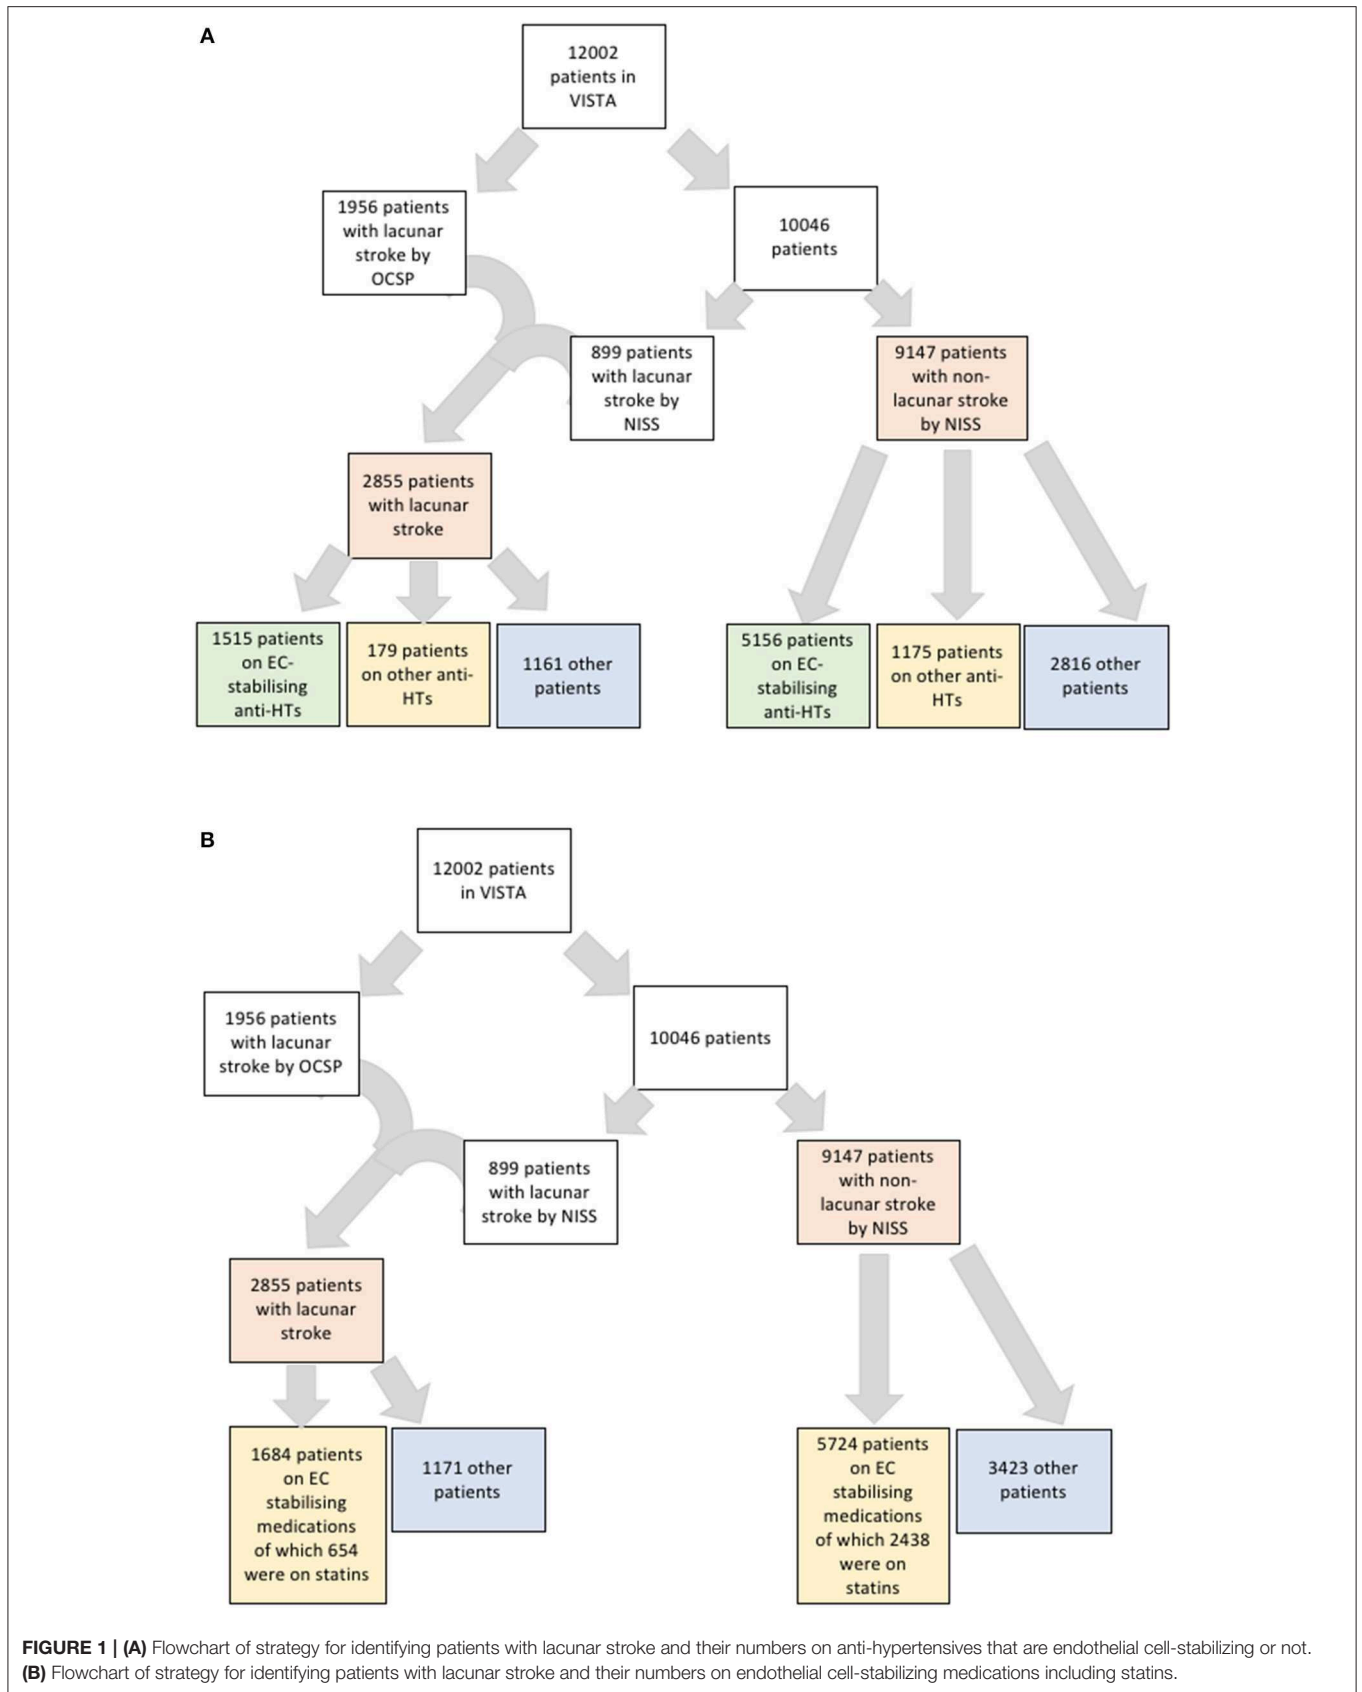 A
12002
patients in
VISTA
1956 patients
with lacunar
stroke by
OCSP
10046
patients
899 patients
with lacunar
stroke by
NISS
9147 patients
with non-
lacunar stroke
by NISS
2855 patients
with lacunar
stroke
1515 patients
on EC-
stabilising
anti-HTs
179 patients
on other anti-
HTs
1161 other
patients
5156 patients
on EC-
stabilising
anti-HTs
1175 patients
on other anti-
HTs
2816 other
patients
B
12002 patients
in VISTA
1956 patients
with lacunar
stroke by OCSP
10046 patients
899 patients
with lacunar
stroke by NISS
9147 patients
with non-
lacunar stroke
by NISS
2855 patients
with lacunar
stroke
1684 patients
on EC
stabilising
medications
of which 654
were on statins
1171 other
patients
5724 patients
on EC
stabilising
medications
of which 2438
were on
statins
3423 other
patients
FIGURE 1 | (A) Flowchart of strategy for identifying patients with lacunar stroke and their numbers on anti-hypertensives that are endothelial cell-stabilizing or not.
(B) Flowchart of strategy for identifying patients with lacunar stroke and their numbers on endothelial cell-stabilizing medications including statins.